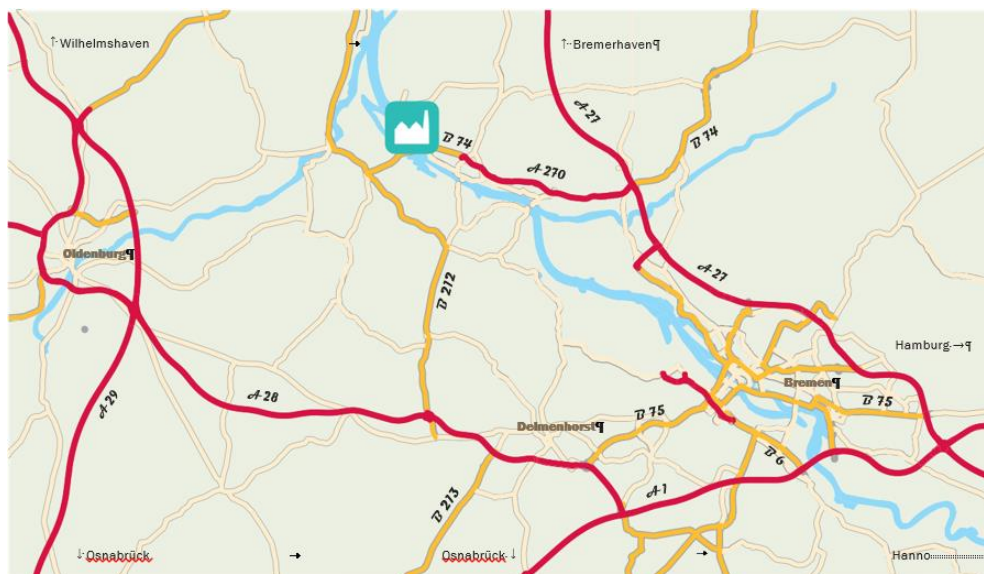 ↑ Wilhelmshaven →
↑ Bremerhaven¶
A 27
B 74
B 74
A 270
Oldenburg¶
A 27
B 212
Hamburg →¶
Bremen¶
A 28
A 29
B 75
B 75
Delmenhorst¶
B 6
A 1
B 213
↓ Osnabrück →
Osnabrück ↓ →
Hanno